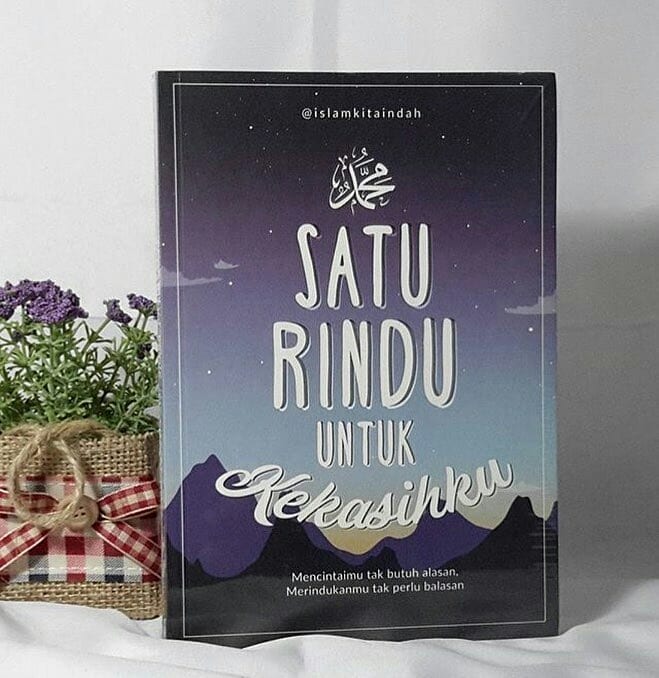 @islamkitaindah
محمد
SATU
RINDU
UNTUK
Kekasihku
Mencintaimu tak butuh alasan,
Merindukanmu tak perlu balasan